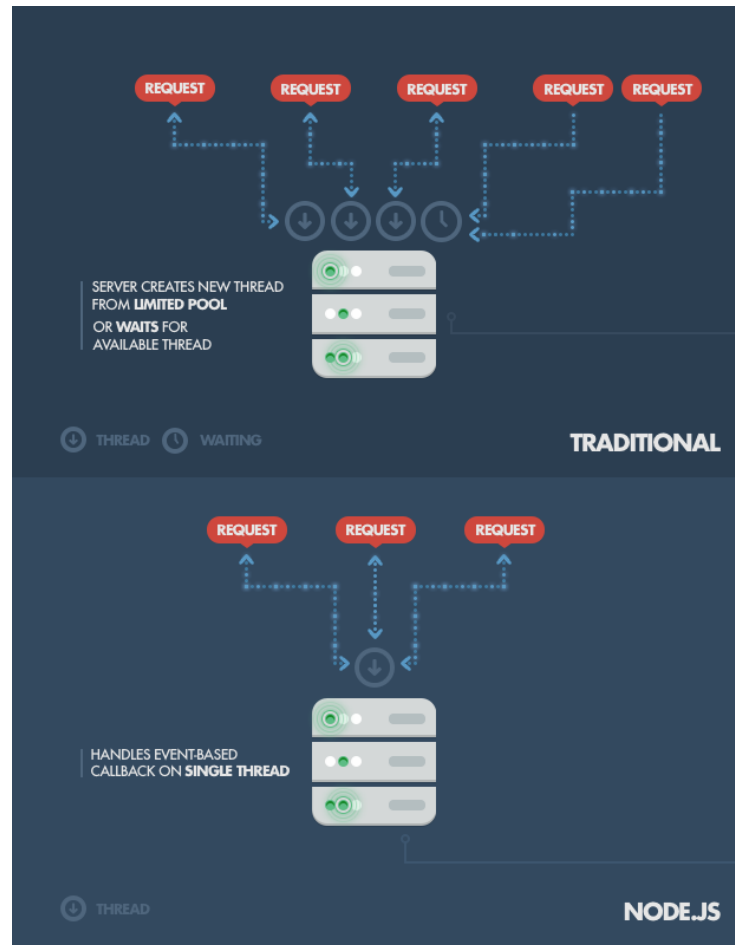 REQUEST
REQUEST
REQUEST
REQUEST
REQUEST
SERVER CREATES NEW THREAD
FROM LIMITED POOL
OR WAITS FOR
AVAILABLE THREAD
THREAD
WAITING
TRADITIONAL
REQUEST
REQUEST
REQUEST
HANDLES EVENT-BASED
CALLBACK ON SINGLE THREAD
THREAD
NODE.JS